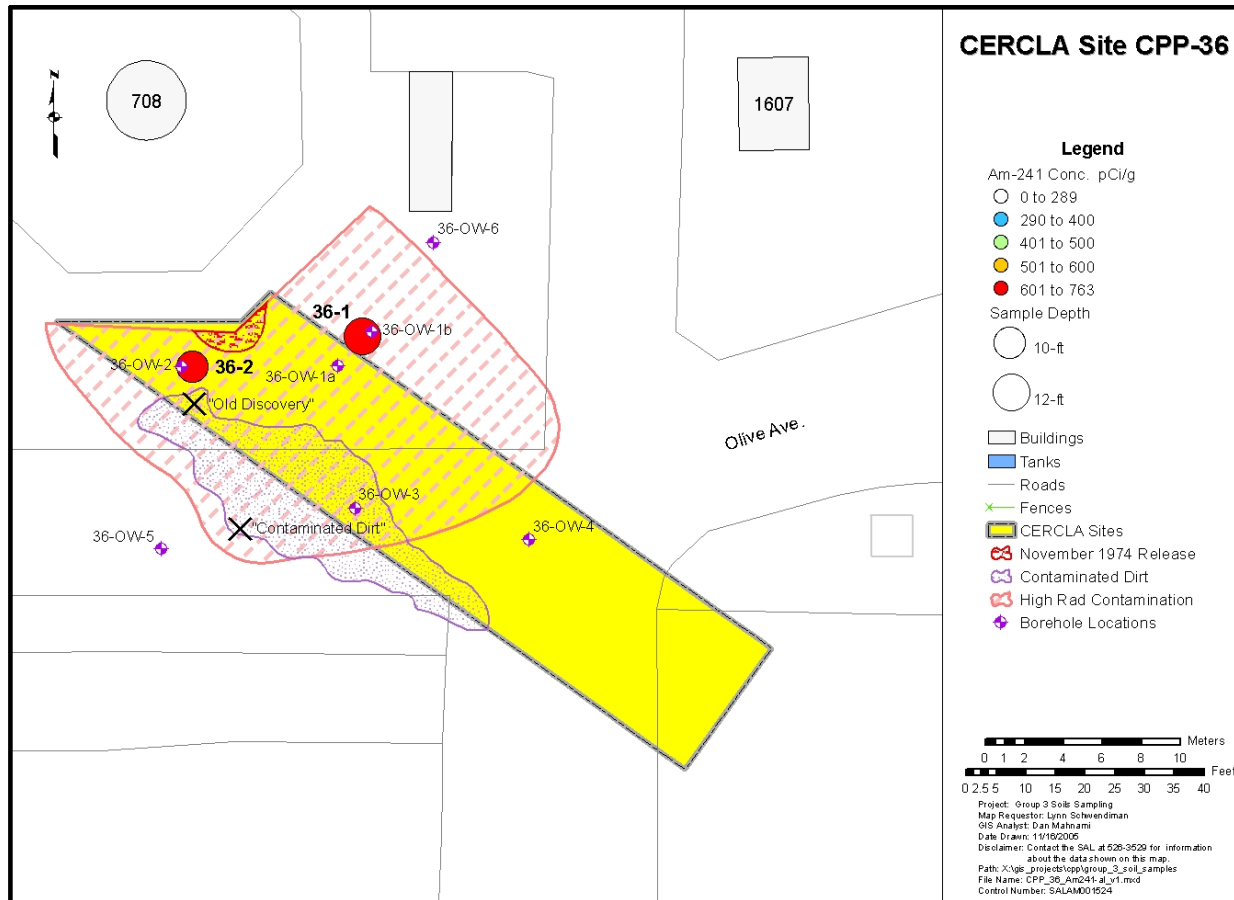 CERCLA Site CPP-36
N
708
1607
36-OW-6
36-1
36-OW-1b
36-OW-2
36-2
36-OW-1a
"Old Discovery"
Olive Ave.
36-OW-3
"Contaminated Dirt"
36-OW-4
36-OW-5
Legend
Am-241 Conc. pCi/g
0 to 289
290 to 400
401 to 500
501 to 600
601 to 763
Sample Depth
10-ft
12-ft
Buildings
Tanks
Roads
Fences
CERCLA Sites
November 1974 Release
Contaminated Dirt
High Rad Contamination
Borehole Locations
Meters
0 1 2 4 6 8 10
Feet
0 2.5 5 10 15 20 25 30 35 40
Project: Group 3 Soils Sampling
Map Requestor: Lynn Schwendiman
GIS Analyst: Dan Mahnami
Date Drawn: 11/16/2005
Disclaimer: Contact the SAL at 526-3529 for information
about the data shown on this map.
Path: X:\gis_projects\cpp\group_3_soil_samples
File Name: CPP_36_Am241-al_v1.mxd
Control Number: SALAM001524